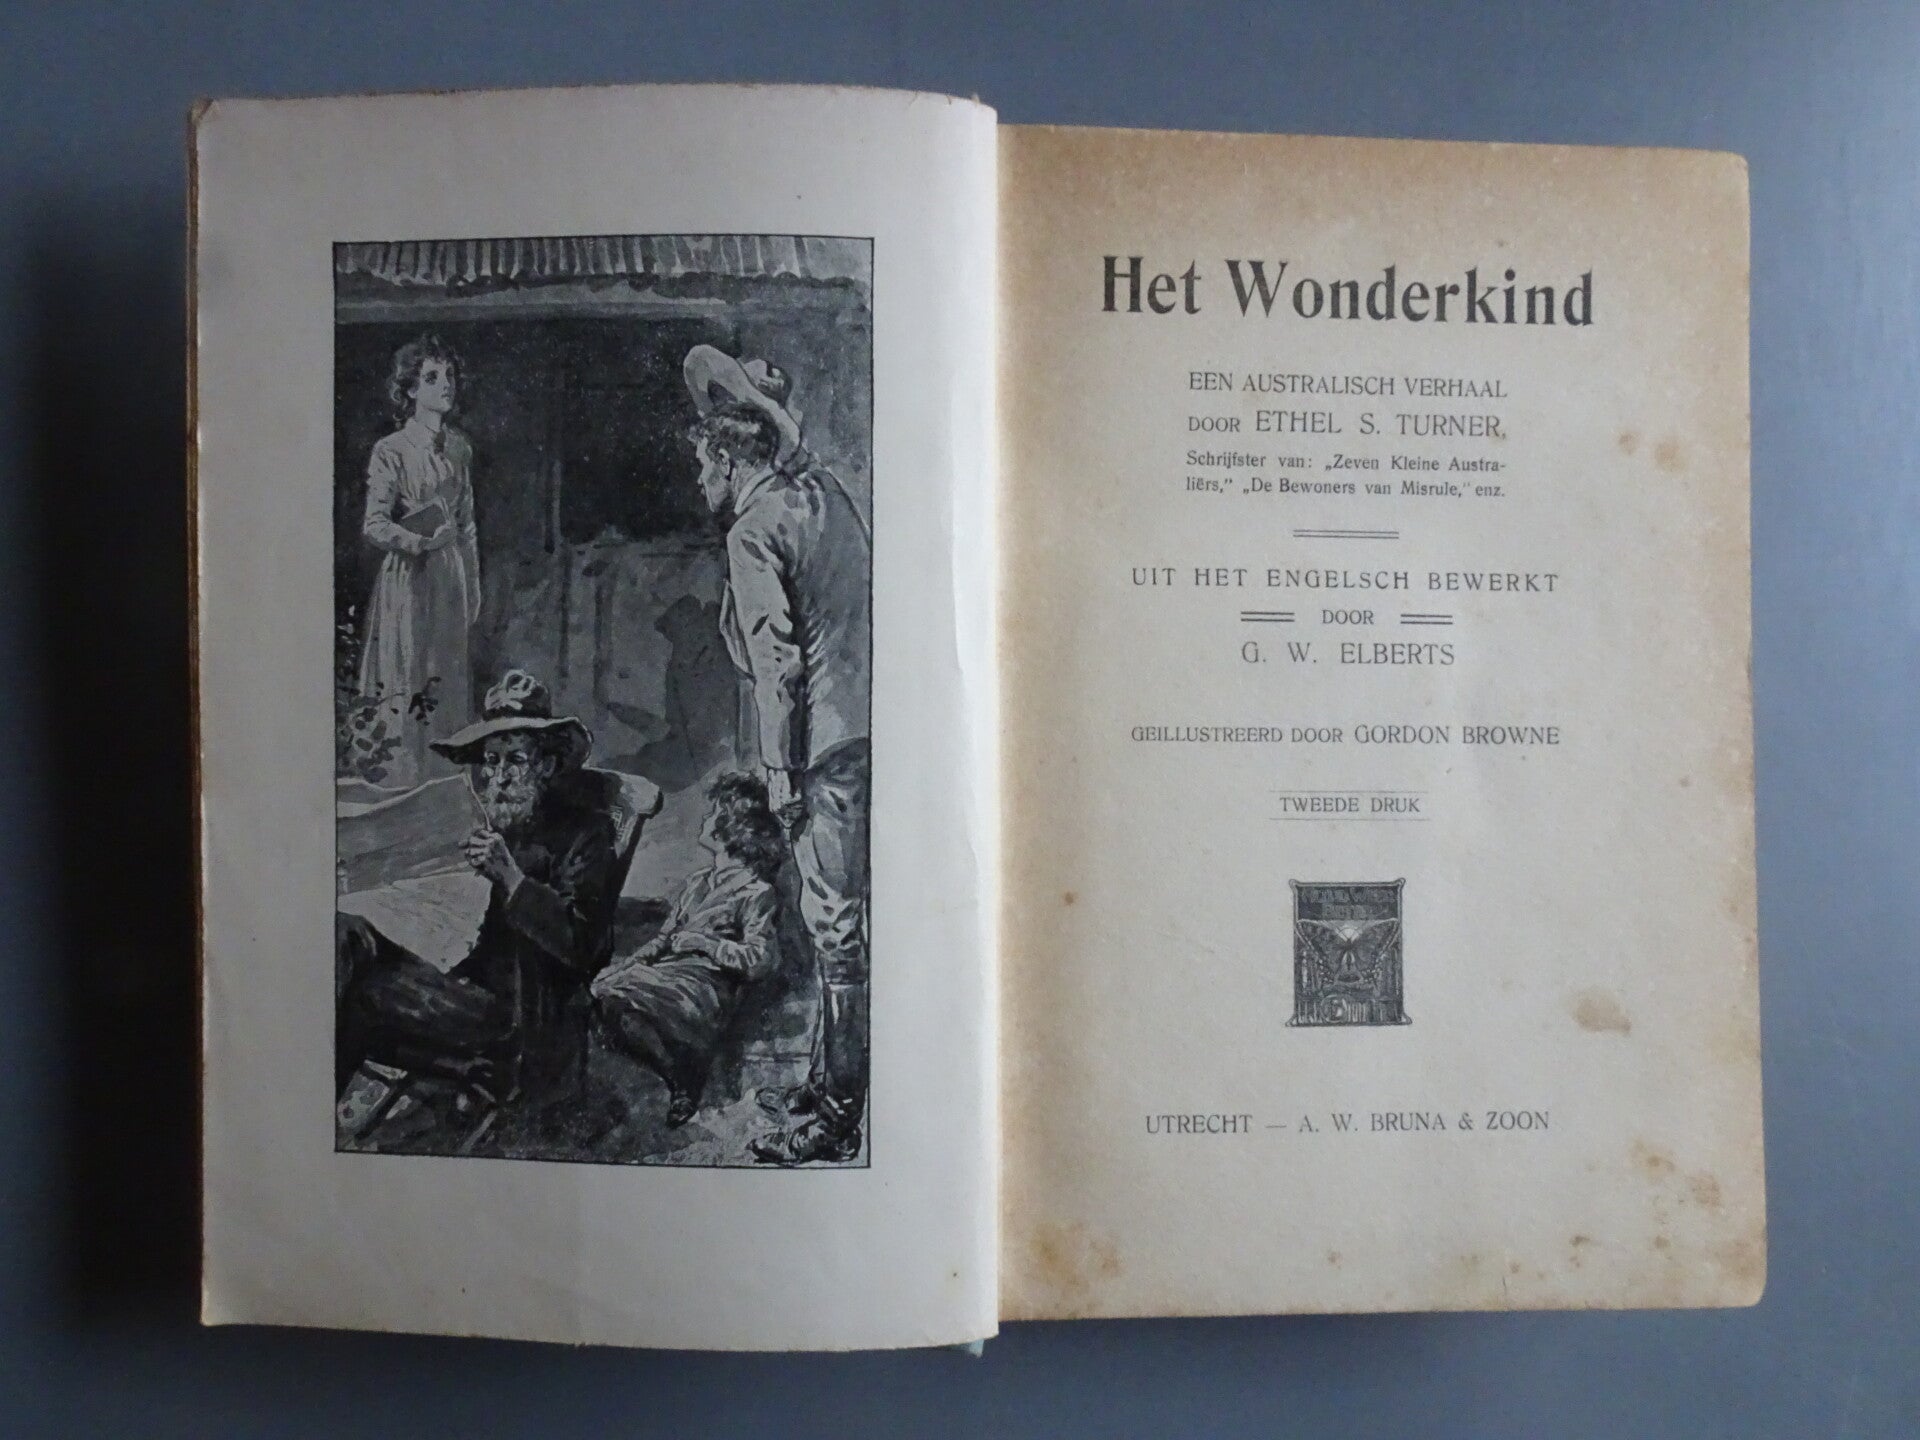 Het Wonderkind
EEN AUSTRALISCH VERHAAL
DOOR ETHEL S. TURNER,
Schrijfster van: „Zeven Kleine Austra-
liërs,” „De Bewoners van Misrule,” enz.
UIT HET ENGELSCH BEWERKT
DOOR
G. W. ELBERTS
GEILLUSTREERD DOOR GORDON BROWNE
TWEEDE DRUK
UTRECHT — A. W. BRUNA & ZOON